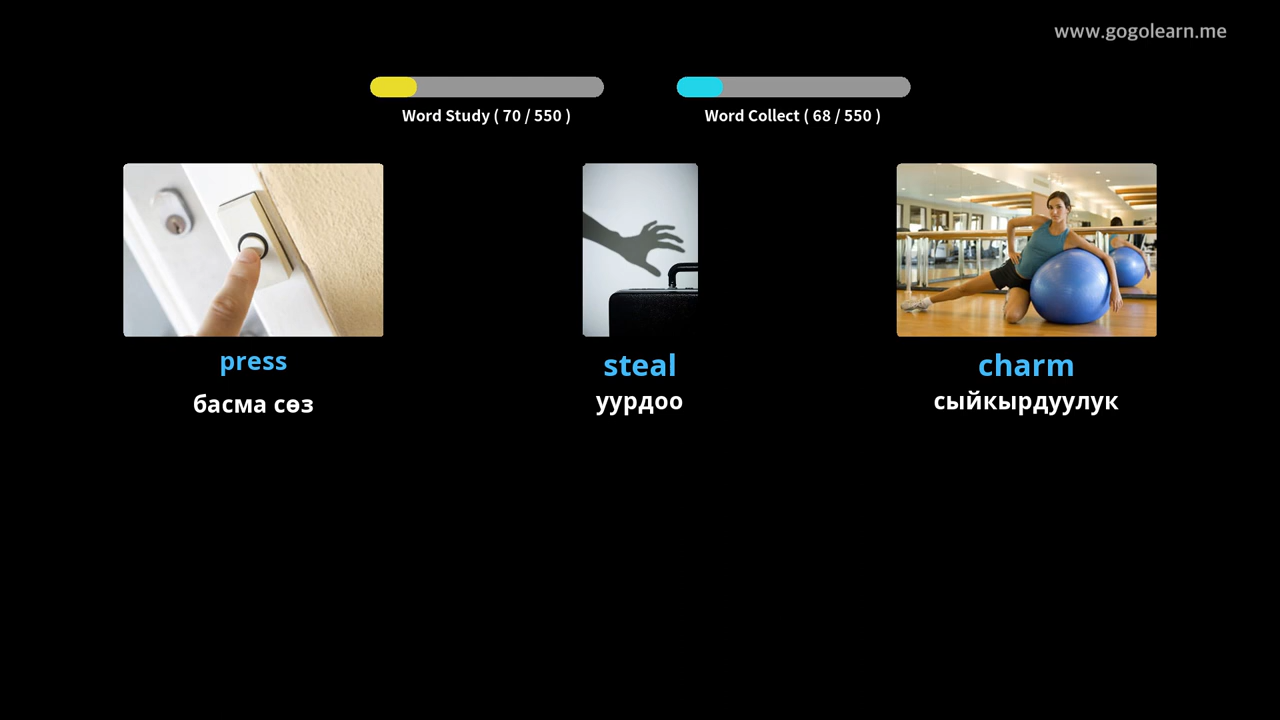 www.gogolearn.me
Word Study ( 70 / 550 )
Word Collect ( 68 / 550 )
press
steal
charm
басма сөз
уурдоо
сыйкырдуулук